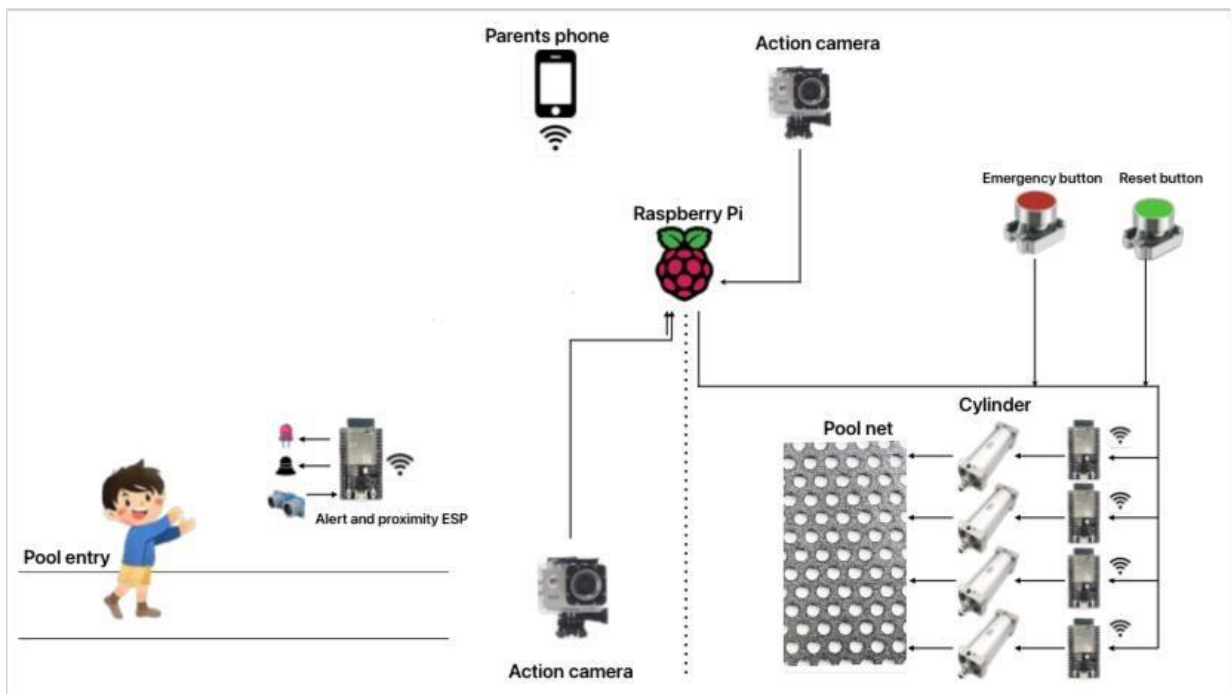 Parents phone
Action camera
Emergency button
Reset button
Raspberry Pi
Cylinder
Pool net
Alert and proximity ESP
Pool entry
Action camera